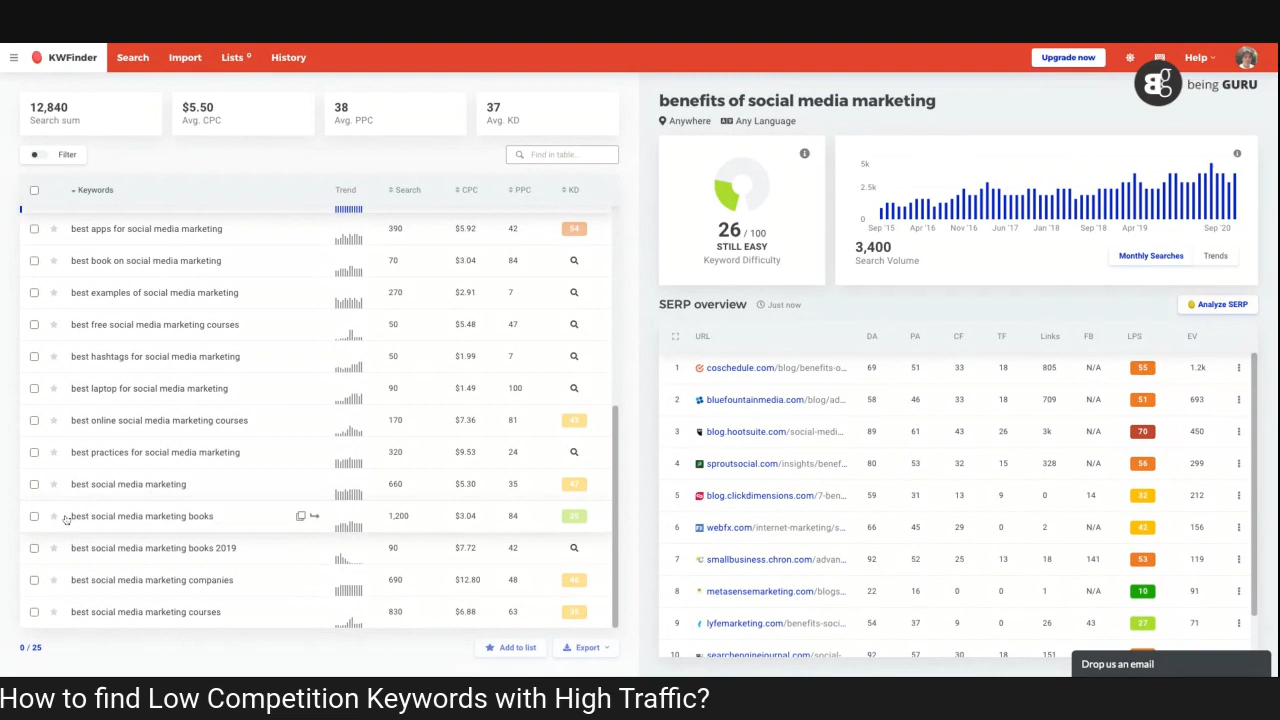 KWFinder Search Import Lists 0 History Upgrade now Help
being GURU
12,840 $5.50 38 37
Search sum Avg. CPC Avg. PPC Avg. KD
Filter Find in table...
Keywords Trend Search CPC PPC KD
best apps for social media marketing 390 $5.92 42 54
best book on social media marketing 70 $3.04 84
best examples of social media marketing 270 $2.91 7
best free social media marketing courses 50 $5.48 47
best hashtags for social media marketing 50 $1.99 7
best laptop for social media marketing 90 $1.49 100
best online social media marketing courses 170 $7.36 81 43
best practices for social media marketing 320 $9.53 24
best social media marketing 660 $5.30 35 47
best social media marketing books 1,200 $3.04 84
best social media marketing books 2019 90 $7.72 42
best social media marketing companies 690 $12.80 48 46
best social media marketing courses 830 $6.88 63
0 / 25 Add to list Export
benefits of social media marketing
Anywhere Any Language
26 / 100
STILL EASY
Keyword Difficulty
5k
2.5k
0
Sep '15 Apr '16 Nov '16 Jun '17 Jan '18 Sep '18 Apr '19 Sep '20
3,400
Search Volume
Monthly Searches Trends
SERP overview Just now Analyze SERP
URL DA PA CF TF Links FB LPS EV
1 coschedule.com/blog/benefits-o... 69 51 33 18 805 N/A 55 1.2k
2 bluefountainmedia.com/blog/ad... 58 46 33 18 709 N/A 51 693
3 blog.hootsuite.com/social-medi... 89 61 43 26 3k N/A 70 450
4 sproutsocial.com/insights/benef... 80 53 32 15 328 N/A 56 299
5 blog.clickdimensions.com/7-ben... 59 31 13 9 0 14 32 212
6 webfx.com/internet-marketing/s... 66 45 29 0 2 N/A 42 156
7 smallbusiness.chron.com/advan... 92 52 25 13 18 141 53 119
8 metasensemarketing.com/blogs... 22 16 0 0 1 N/A 10 91
9 lyfemarketing.com/benefits-soci... 54 37 9 0 26 43 27 71
10 searchenginejournal.com/social- 92 57 30 18 151
Drop us an email
How to find Low Competition Keywords with High Traffic?